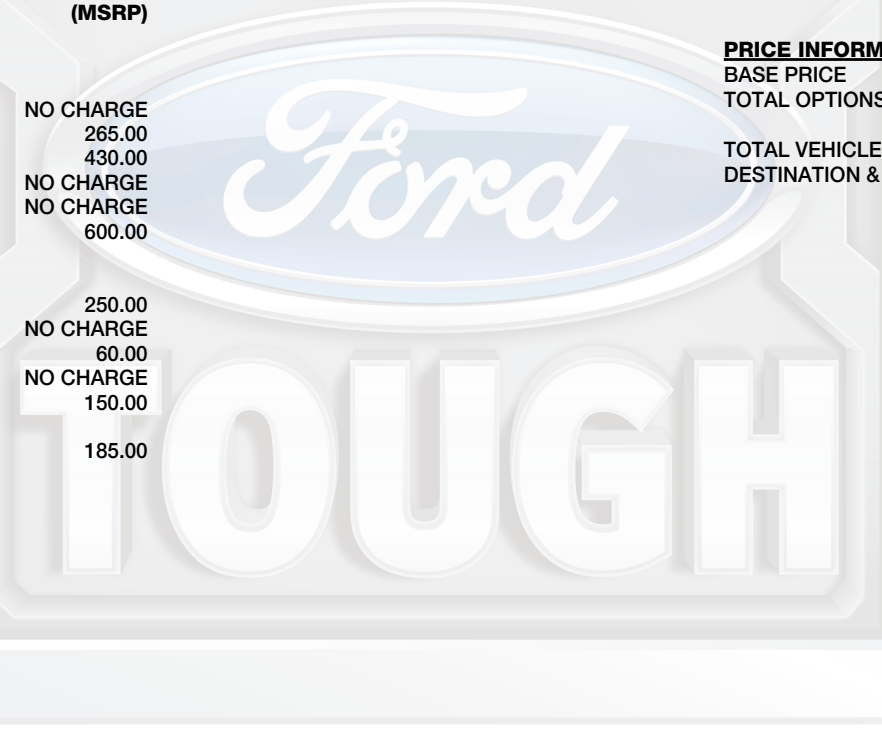 (MSRP)
NO CHARGE
265.00
430.00
NO CHARGE
NO CHARGE
600.00
250.00
NO CHARGE
60.00
NO CHARGE
150.00
185.00
PRICE INFORM
BASE PRICE
TOTAL OPTIONS
TOTAL VEHICLE
DESTINATION &
Ford
TOUGH